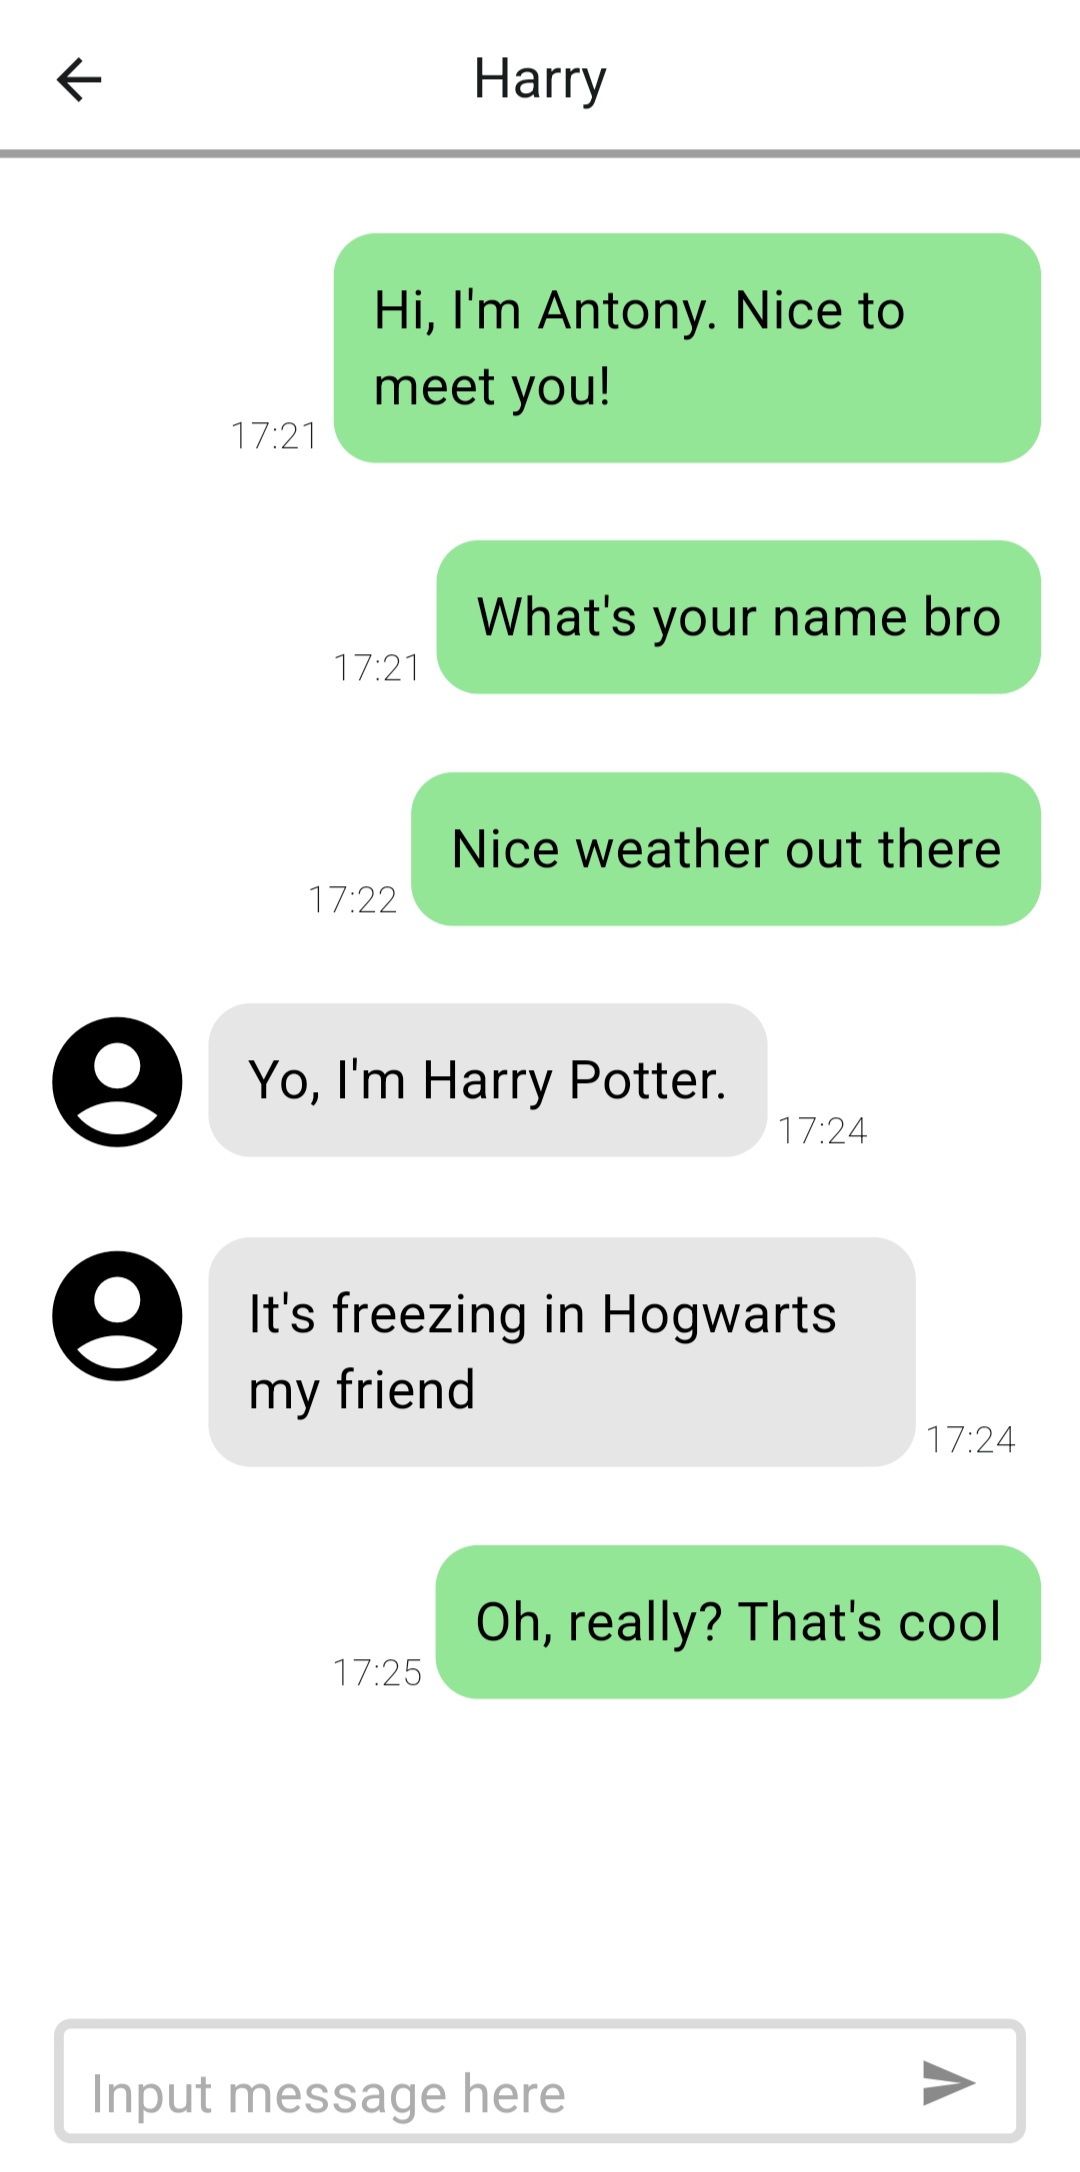 Harry
Hi, I'm Antony. Nice to
meet you!
17:21
What's your name bro
17:21
Nice weather out there
17:22
Yo, I'm Harry Potter.
17:24
It's freezing in Hogwarts
my friend
17:24
Oh, really? That's cool
17:25
Input message here